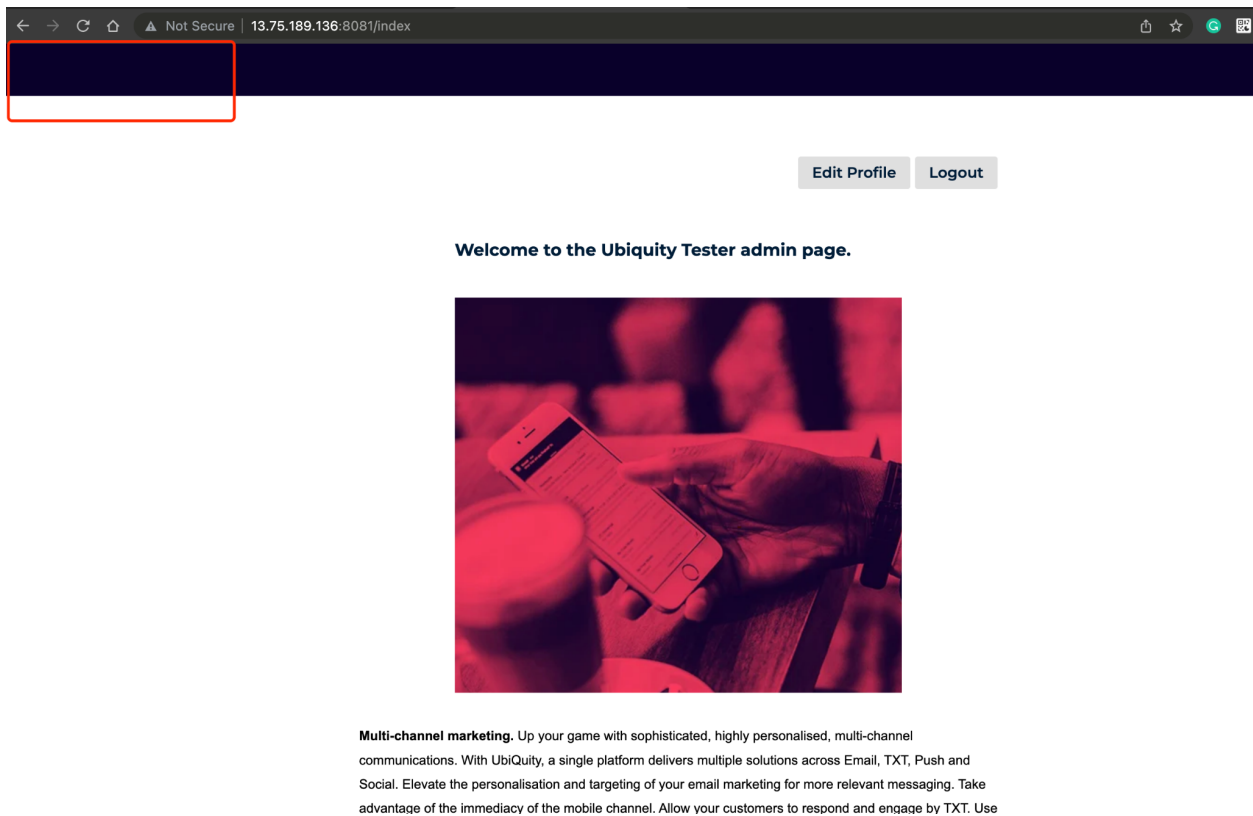 Not Secure | 13.75.189.136:8081/index
Edit Profile Logout
Welcome to the Ubiquity Tester admin page.
Multi-channel marketing. Up your game with sophisticated, highly personalised, multi-channel
communications. With UbiQuity, a single platform delivers multiple solutions across Email, TXT, Push and
Social. Elevate the personalisation and targeting of your email marketing for more relevant messaging. Take
advantage of the immediacy of the mobile channel. Allow your customers to respond and engage by TXT. Use